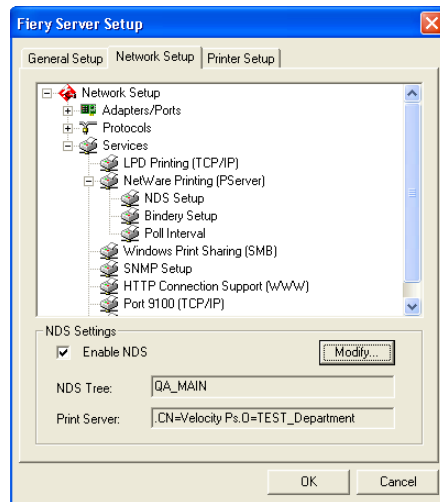 Fiery Server Setup
General Setup Network Setup Printer Setup
Network Setup
Adapters/Ports
Protocols
Services
LPD Printing (TCP/IP)
NetWare Printing (PServer)
NDS Setup
Bindery Setup
Poll Interval
Windows Print Sharing (SMB)
SNMP Setup
HTTP Connection Support (WWW)
Port 9100 (TCP/IP)
NDS Settings
Enable NDS Modify...
NDS Tree: QA_MAIN
Print Server: .CN=Velocity Ps.O=TEST_Department
OK Cancel